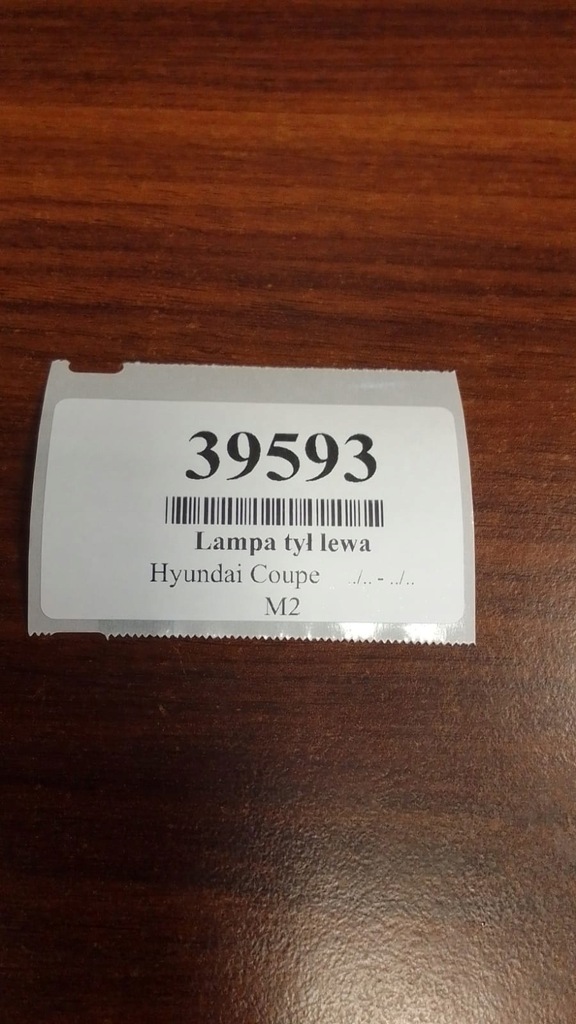 39593
Lampa tył lewa
Hyundai Coupe ../.. - ../..
M2